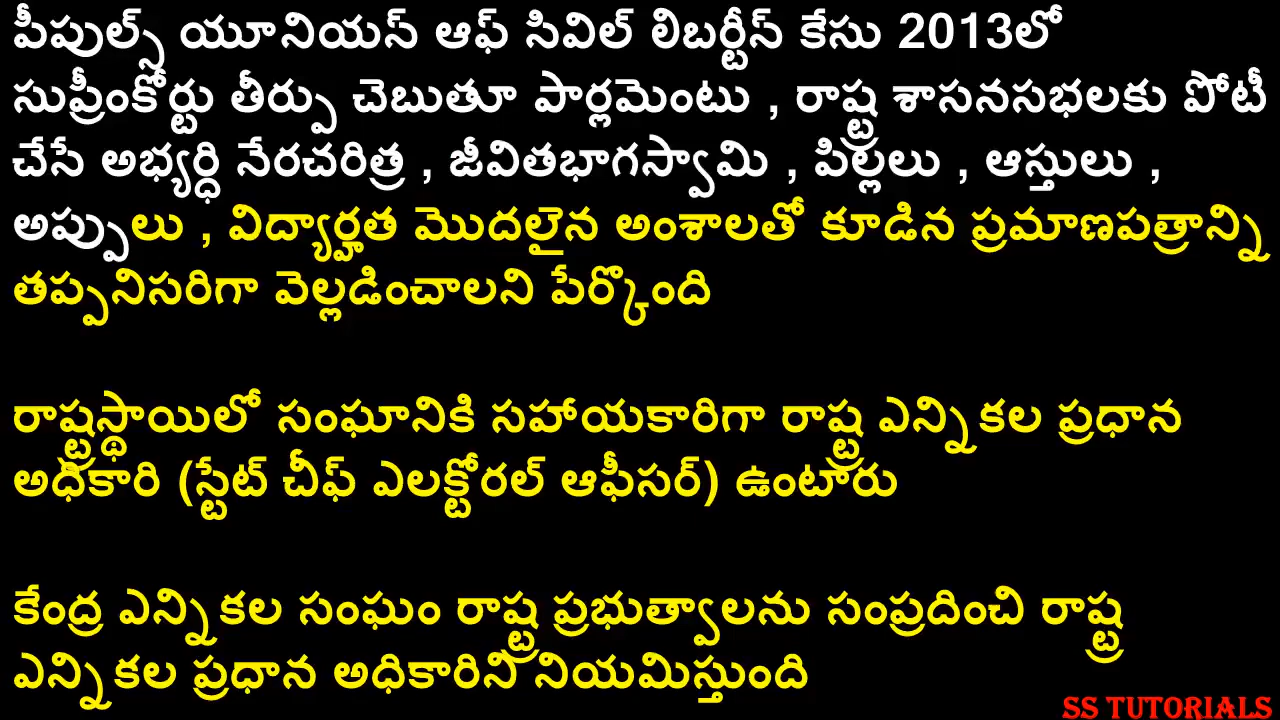 పీపుల్స్ యూనియన్ ఆఫ్ సివిల్ లిబర్టీస్ కేసు 2013లో
సుప్రీంకోర్టు తీర్పు చెబుతూ పార్లమెంటు , రాష్ట్ర శాసనసభలకు పోటీ
చేసే అభ్యర్థి నేరచరిత్ర , జీవితభాగస్వామి , పిల్లలు , ఆస్తులు ,
అప్పులు , విద్యార్హత మొదలైన అంశాలతో కూడిన ప్రమాణపత్రాన్ని
తప్పనిసరిగా వెల్లడించాలని పేర్కొంది
రాష్ట్రస్థాయిలో సంఘానికి సహాయకారిగా రాష్ట్ర ఎన్నికల ప్రధాన
అధికారి (స్టేట్ చీఫ్ ఎలక్టోరల్ ఆఫీసర్) ఉంటారు
కేంద్ర ఎన్నికల సంఘం రాష్ట్ర ప్రభుత్వాలను సంప్రదించి రాష్ట్ర
ఎన్నికల ప్రధాన అధికారిని నియమిస్తుంది
SS TUTORIALS